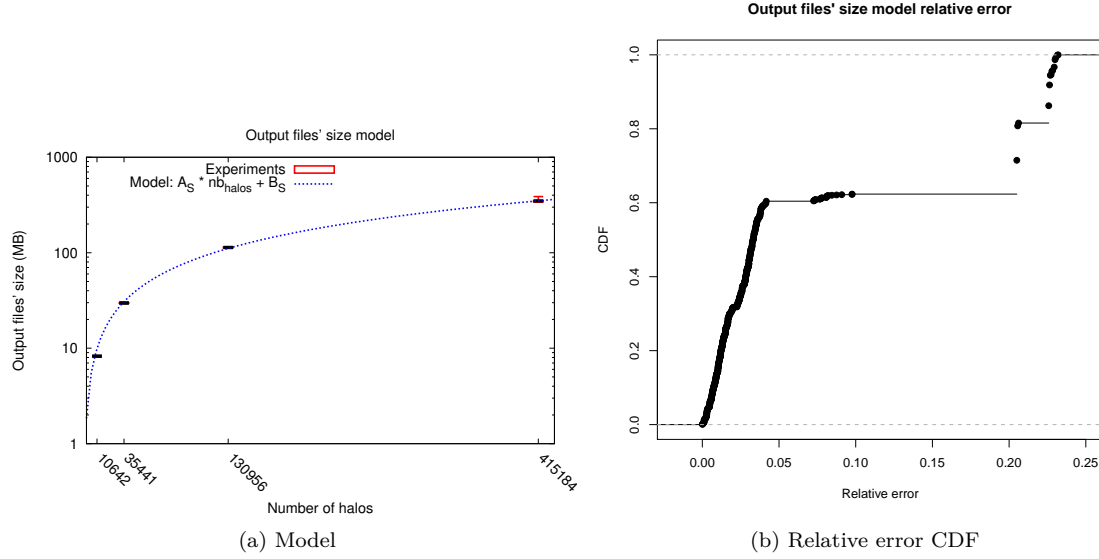 Output files' size model
Output files' size (MB)
1000
100
10
1
Experiments
Model: A_S * nb_halos + B_S
10642
35441
130956
415184
Number of halos
(a) Model
Output files' size model relative error
CDF
1.0
0.8
0.6
0.4
0.2
0.0
0.00 0.05 0.10 0.15 0.20 0.25
Relative error
(b) Relative error CDF